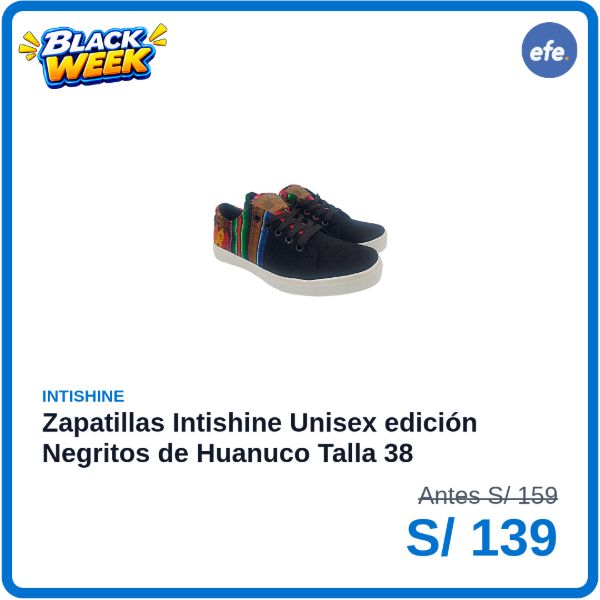 BLACK
WEEK
efe.
INTISHINE
Zapatillas Intishine Unisex edición
Negritos de Huanuco Talla 38
Antes S/ 159
S/ 139